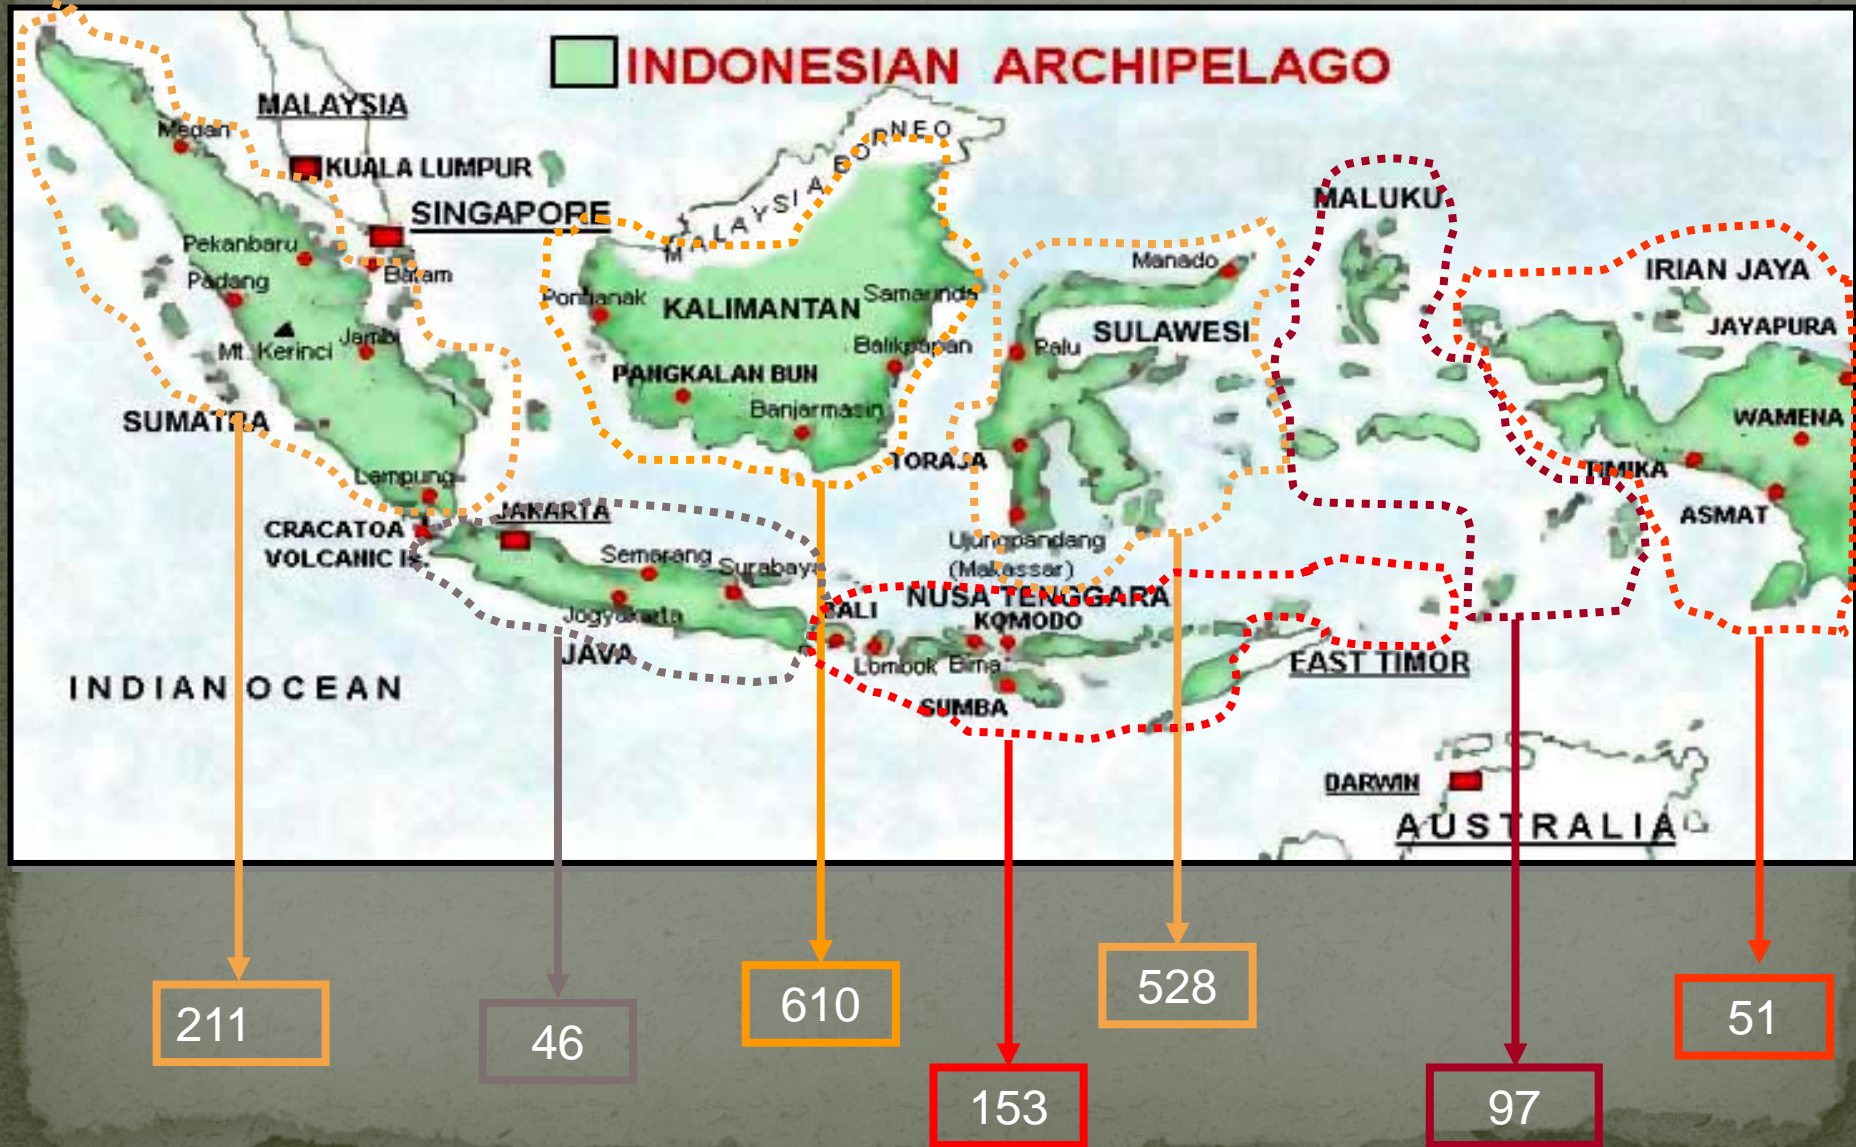 INDONESIAN ARCHIPELAGO
MALAYSIA
Medan
KUALA LUMPUR
SINGAPORE
Pekanbaru
Padang
Batam
Mt. Kerinci
Jambi
SUMATRA
Lampung
CRACATOA
VOLCANIC Is.
MALAYSIA BORNEO
Pontianak
KALIMANTAN
Samarinda
Balikpapan
PANGKALAN BUN
Banjarmasin
Manado
SULAWESI
Palu
TORAJA
Ujungpandang
(Makassar)
MALUKU
IRIAN JAYA
JAYAPURA
WAMENA
TIMIKA
ASMAT
JAKARTA
Semarang
Surabaya
Jogyakarta
JAVA
BALI
NUSA TENGGARA
KOMODO
Lombok
Bima
SUMBA
EAST TIMOR
INDIAN OCEAN
DARWIN
AUSTRALIA
211
46
610
153
528
97
51